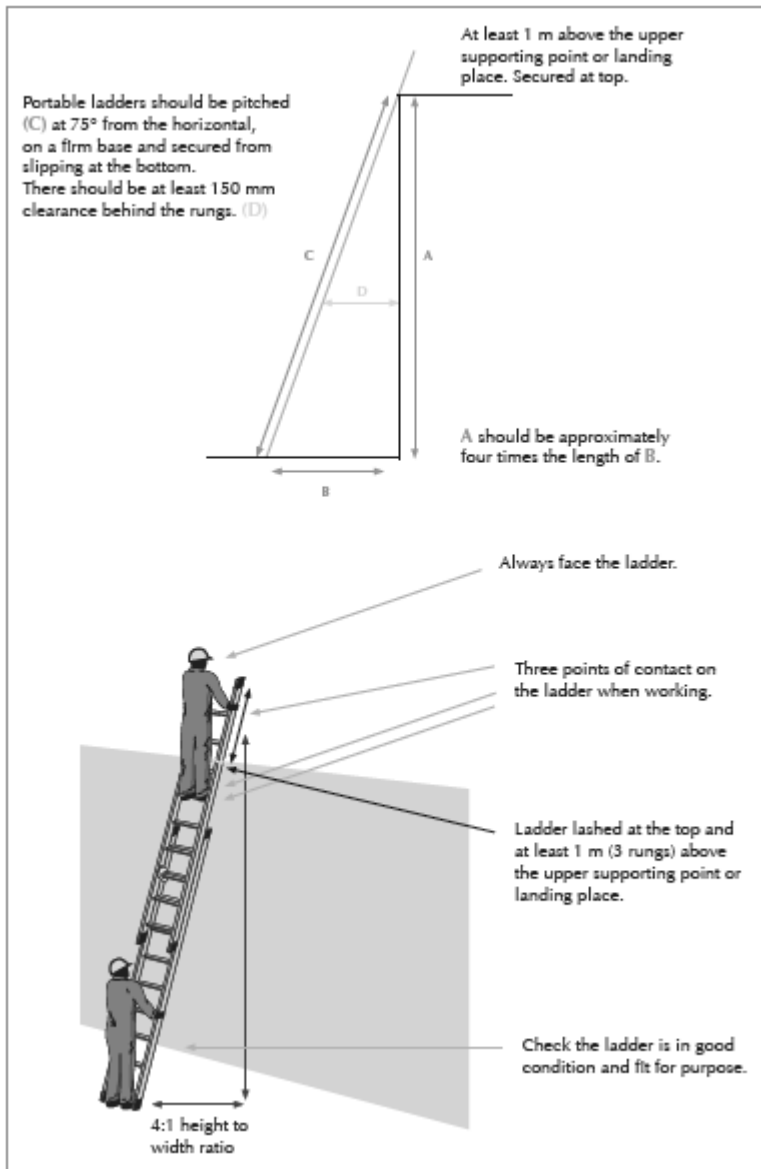 At least 1 m above the upper
supporting point or landing
place. Secured at top.
Portable ladders should be pitched
(C) at 75° from the horizontal,
on a firm base and secured from
slipping at the bottom.
There should be at least 150 mm
clearance behind the rungs. (D)
C
A
D
A should be approximately
four times the length of B.
B
Always face the ladder.
Three points of contact on
the ladder when working.
Ladder lashed at the top and
at least 1 m (3 rungs) above
the upper supporting point or
landing place.
Check the ladder is in good
condition and fit for purpose.
4:1 height to
width ratio